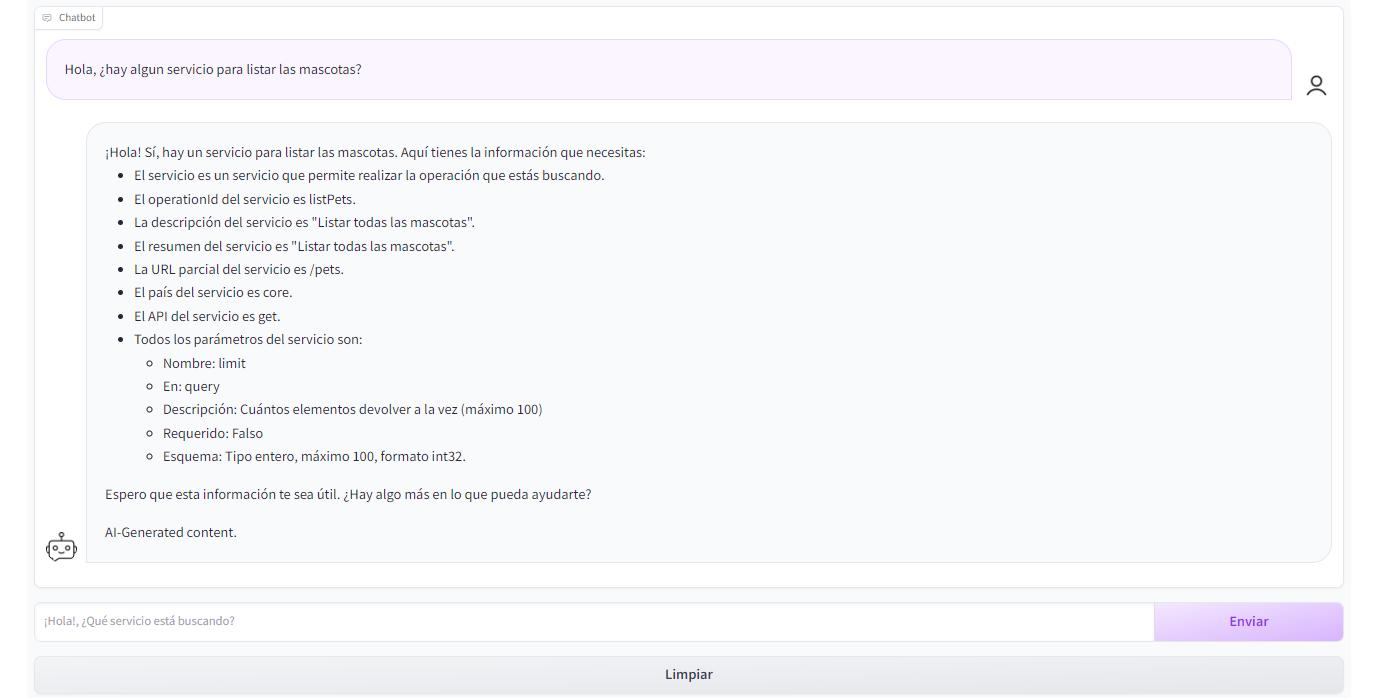 Chatbot
Hola, ¿hay algun servicio para listar las mascotas?
¡Hola! Sí, hay un servicio para listar las mascotas. Aquí tienes la información que necesitas:
El servicio es un servicio que permite realizar la operación que estás buscando.
El operationId del servicio es listPets.
La descripción del servicio es "Listar todas las mascotas".
El resumen del servicio es "Listar todas las mascotas".
La URL parcial del servicio es /pets.
El país del servicio es core.
El API del servicio es get.
Todos los parámetros del servicio son:
Nombre: limit
En: query
Descripción: Cuántos elementos devolver a la vez (máximo 100)
Requerido: Falso
Esquema: Tipo entero, máximo 100, formato int32.
Espero que esta información te sea útil. ¿Hay algo más en lo que pueda ayudarte?
AI-Generated content.
¡Hola!, ¿Qué servicio está buscando?
Enviar
Limpiar